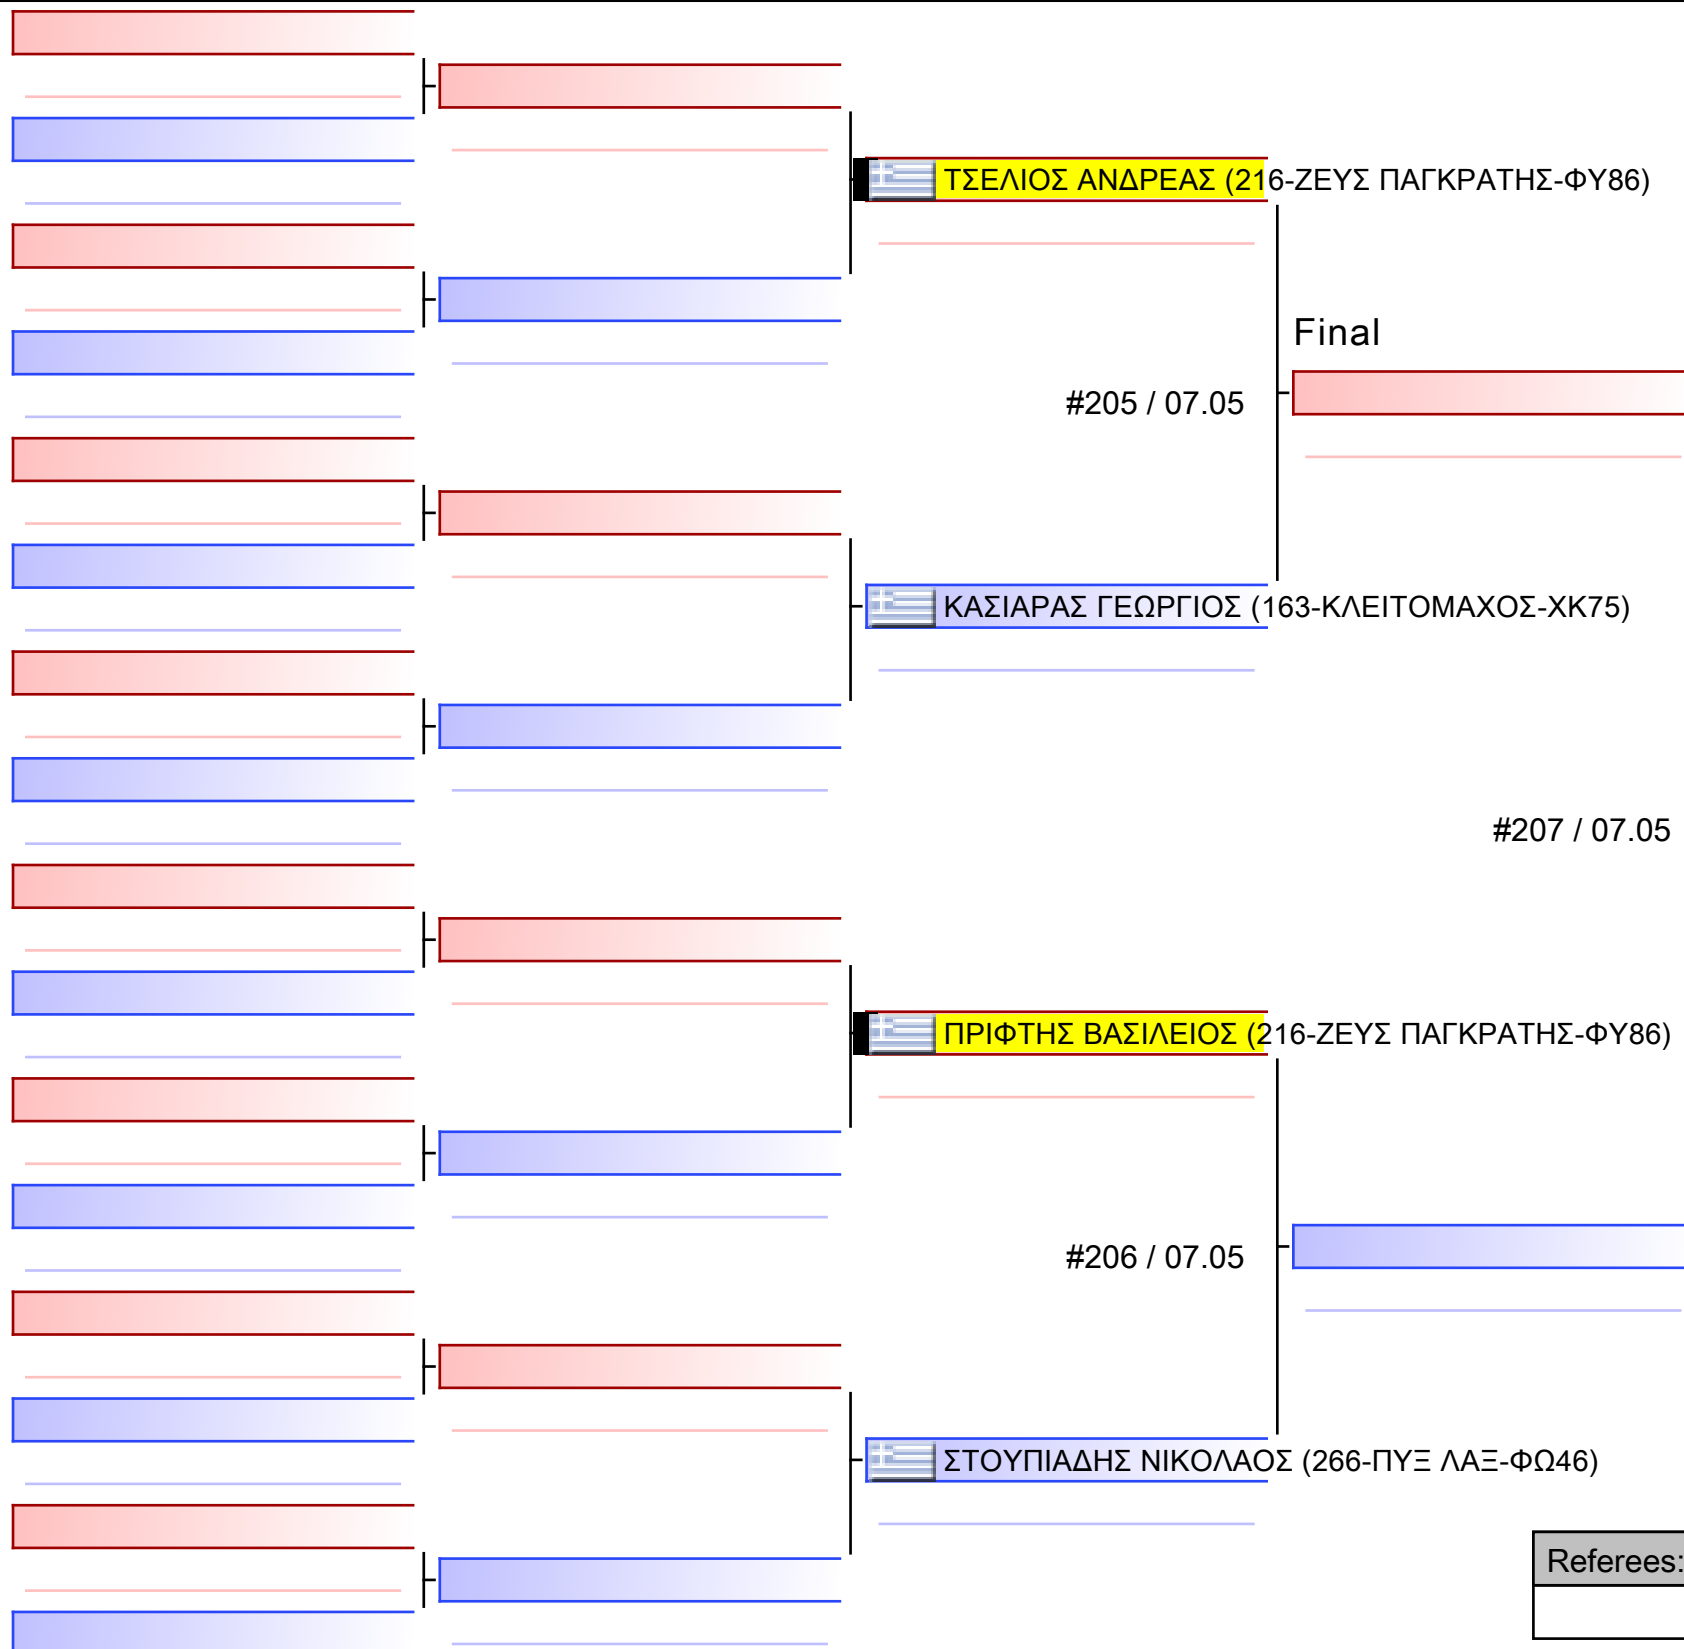 ΤΣΕΛΙΟΣ ΑΝΔΡΕΑΣ (216-ΖΕΥΣ ΠΑΓΚΡΑΤΗΣ-ΦΥ86)
Final
#205 / 07.05
ΚΑΣΙΑΡΑΣ ΓΕΩΡΓΙΟΣ (163-ΚΛΕΙΤΟΜΑΧΟΣ-ΧΚ75)
#207 / 07.05
ΠΡΙΦΤΗΣ ΒΑΣΙΛΕΙΟΣ (216-ΖΕΥΣ ΠΑΓΚΡΑΤΗΣ-ΦΥ86)
#206 / 07.05
ΣΤΟΥΠΙΑΔΗΣ ΝΙΚΟΛΑΟΣ (266-ΠΥΞ ΛΑΞ-ΦΩ46)
Referees: